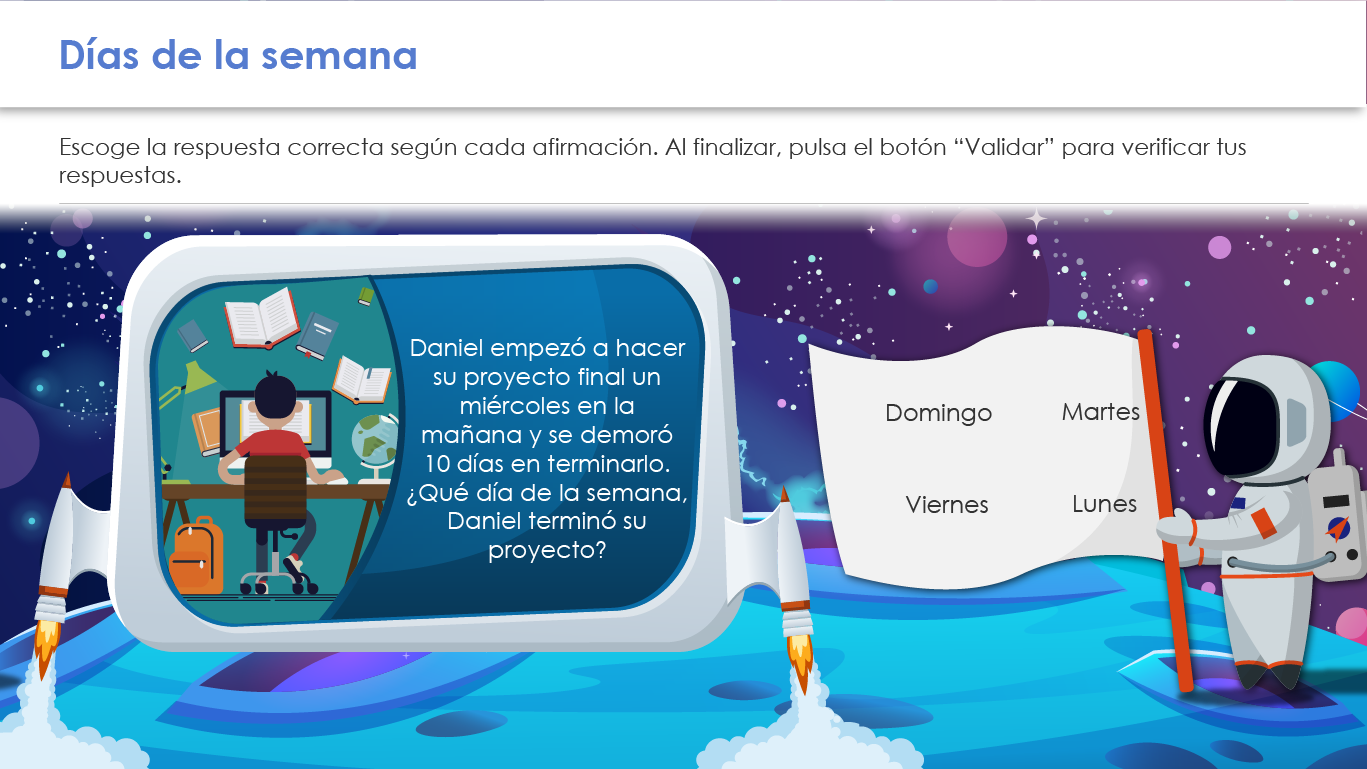 Días de la semana
Escoge la respuesta correcta según cada afirmación. Al finalizar, pulsa el botón “Validar” para verificar tus
respuestas.
Daniel empezó a hacer
su proyecto final un
miércoles en la
mañana y se demoró
10 días en terminarlo.
¿Qué día de la semana,
Daniel terminó su
proyecto?
Domingo
Martes
Viernes
Lunes